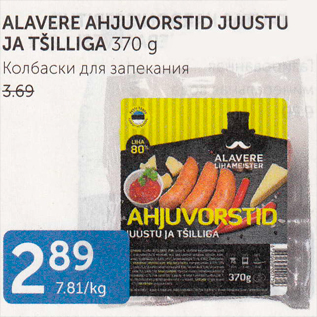 ALAVERE AHJUVORSTID JUUSTU
JA TŠILLIGA 370 g
Колбаски для запекания
3.69
LIHA
80%
ALAVERE
LIHAMEISTER
AHJUVORSTID
JUUSTU JA TŠILLIGA
370g
2.89
7.81/kg